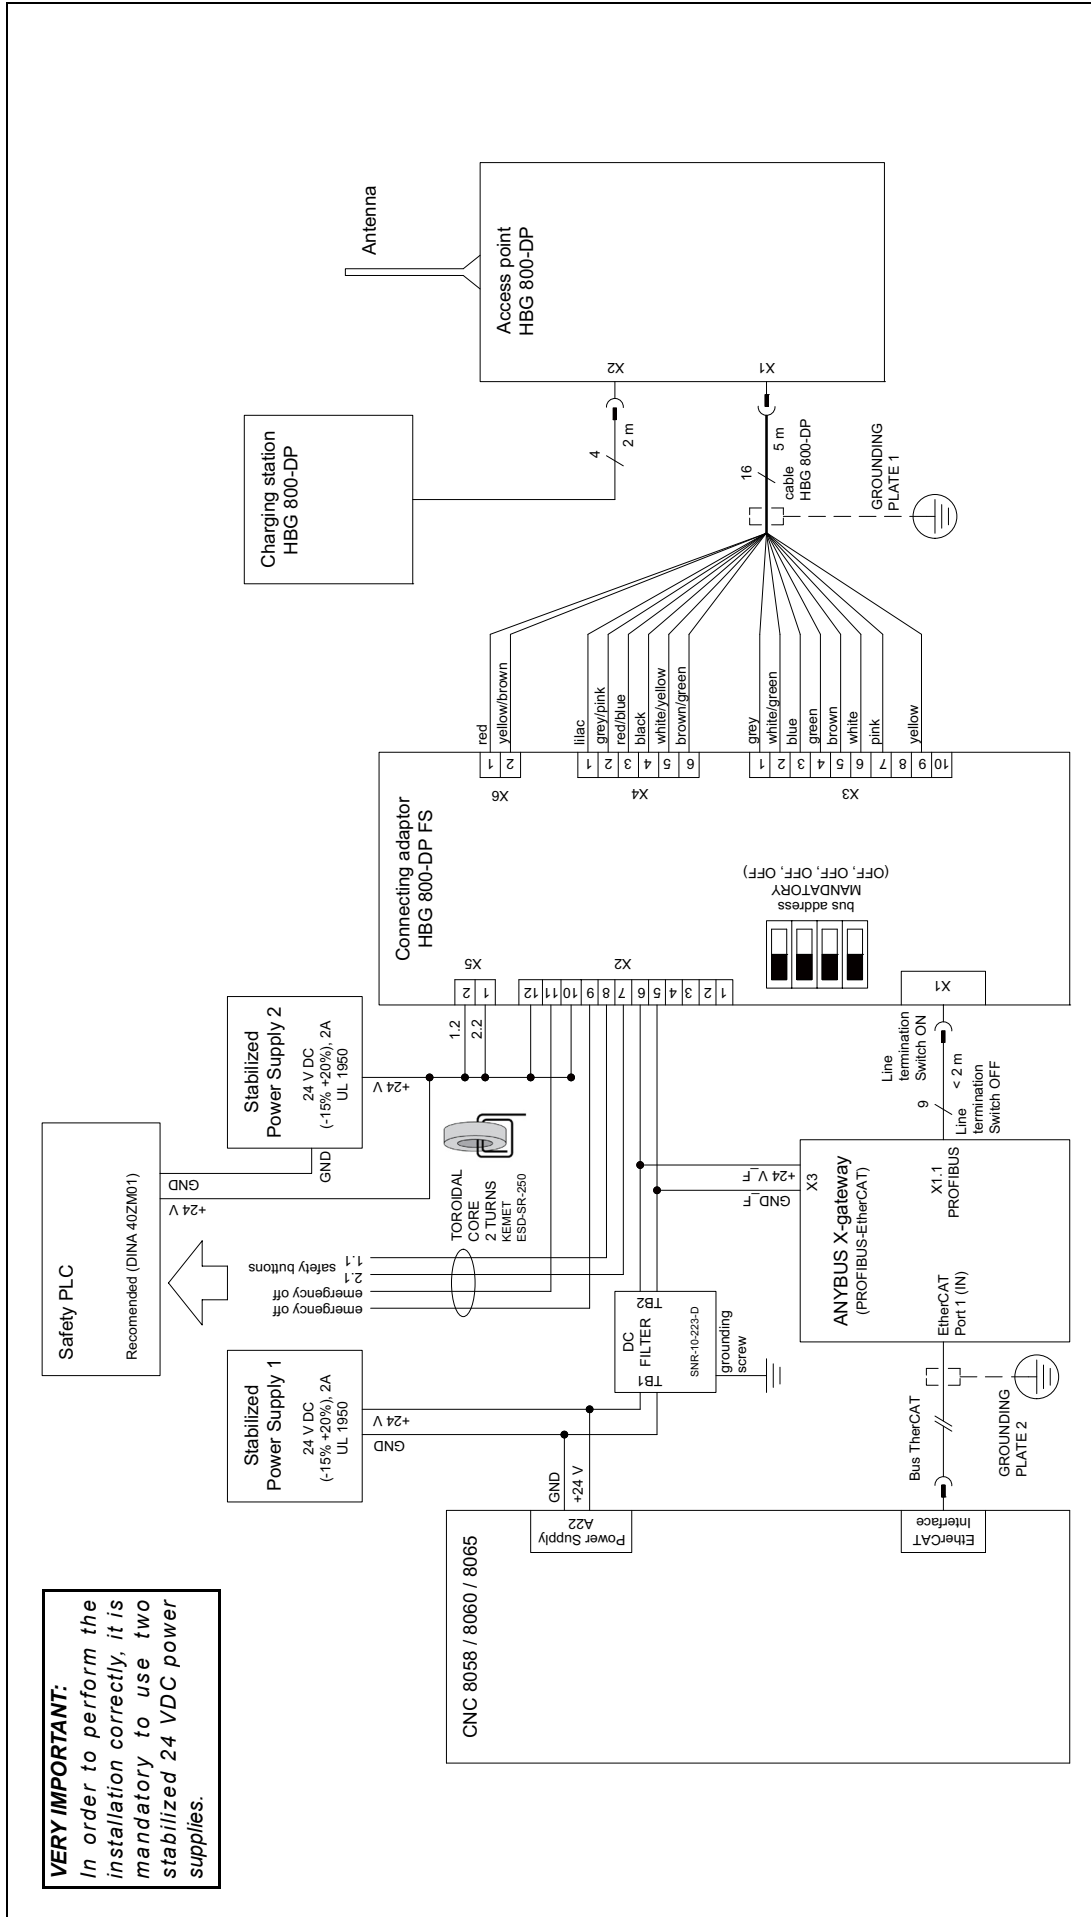 VERY IMPORTANT:
In order to perform the
installation correctly, it is
mandatory to use two
stabilized 24 VDC power
supplies.
Safety PLC
Recomended (DINA 40ZM01)
+24 V
GND
Stabilized
Power Supply 1
24 V DC
(-15% +20%), 2A
UL 1950
GND
+24 V
Stabilized
Power Supply 2
24 V DC
(-15% +20%), 2A
UL 1950
GND
+24 V
emergency off
emergency off
2.1
safety buttons
1.1
TOROIDAL
CORE
2 TURNS
KEMET
ESD-SR-250
1.2
2.2
Charging station
HBG 800-DP
Antenna
Access point
HBG 800-DP
X2
X1
4
2 m
16
5 m
cable
HBG 800-DP
GROUNDING
PLATE 1
Connecting adaptor
HBG 800-DP FS
X5
2
1
X2
12
11
10
9
8
7
6
5
4
3
2
1
X6
1
2
red
yellow/brown
X4
1
2
3
4
5
6
lilac
grey/pink
red/blue
black
white/yellow
brown/green
X3
1
2
3
4
5
6
7
8
9
10
grey
white/green
blue
green
brown
white
pink
yellow
bus address
MANDATORY
(OFF, OFF, OFF, OFF)
X1
Line
termination
Switch ON
9
< 2 m
Line
termination
Switch OFF
CNC 8058 / 8060 / 8065
Power Supply
A22
GND
+24 V
EtherCAT
Interface
Bus TherCAT
GROUNDING
PLATE 2
DC
FILTER
TB1
TB2
SNR-10-223-D
grounding
screw
GND_F
+24 V_F
X3
ANYBUS X-gateway
(PROFIBUS-EtherCAT)
EtherCAT
Port 1 (IN)
X1.1
PROFIBUS